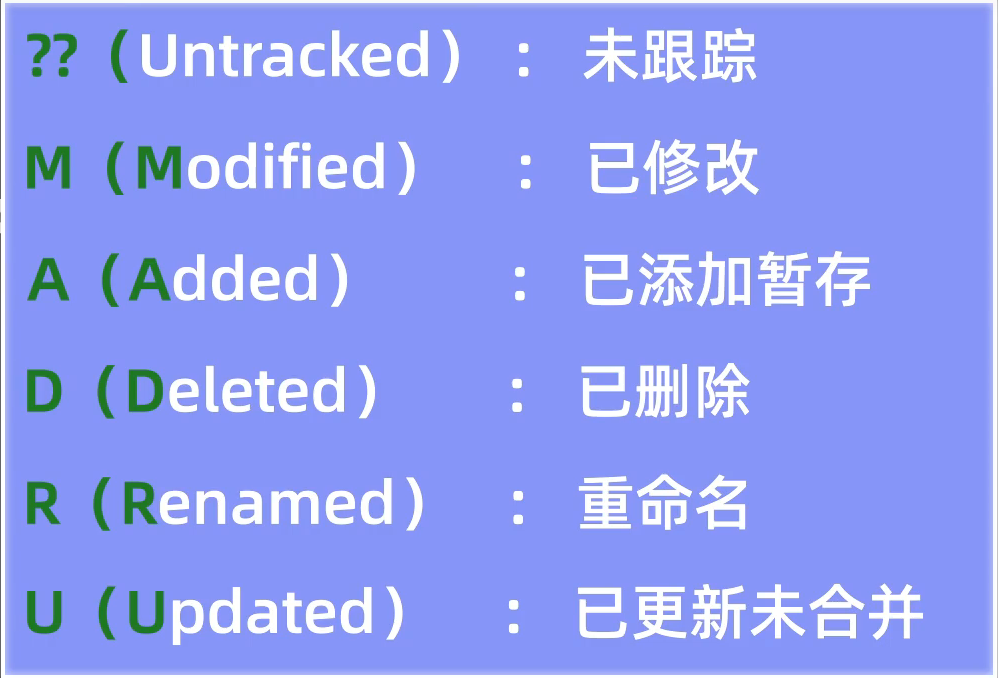 ??（Untracked）： 未跟踪
M（Modified）： 已修改
A（Added）： 已添加暂存
D（Deleted）： 已删除
R（Renamed）： 重命名
U（Updated）： 已更新未合并